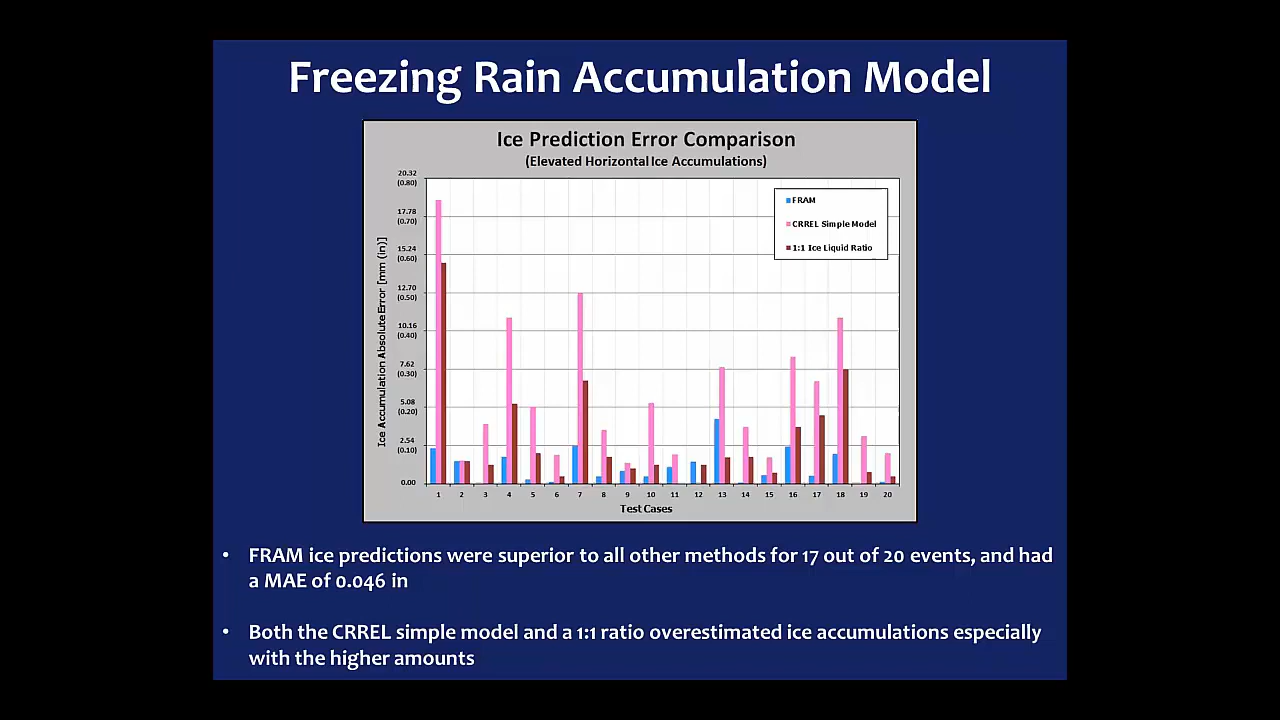 Freezing Rain Accumulation Model
Ice Prediction Error Comparison
(Elevated Horizontal Ice Accumulations)
Ice Accumulation Absolute Error [mm (in)]
20.32
(0.80)
17.78
(0.70)
15.24
(0.60)
12.70
(0.50)
10.16
(0.40)
7.62
(0.30)
5.08
(0.20)
2.54
(0.10)
0.00
FRAM
CRREL Simple Model
1:1 Ice Liquid Ratio
1 2 3 4 5 6 7 8 9 10 11 12 13 14 15 16 17 18 19 20
Test Cases
• FRAM ice predictions were superior to all other methods for 17 out of 20 events, and had
a MAE of 0.046 in
• Both the CRREL simple model and a 1:1 ratio overestimated ice accumulations especially
with the higher amounts